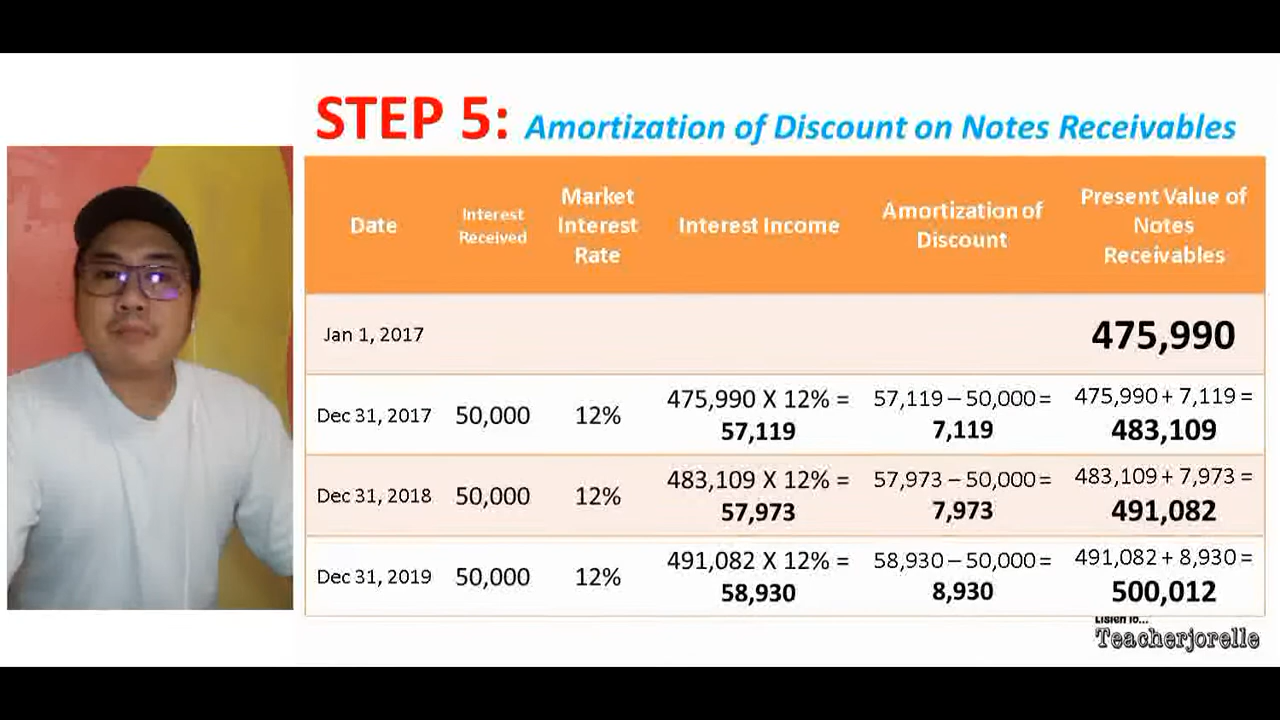 STEP 5: Amortization of Discount on Notes Receivables
Date
Interest
Received
Market
Interest
Rate
Interest Income
Amortization of
Discount
Present Value of
Notes
Receivables
Jan 1, 2017
475,990
Dec 31, 2017
50,000
12%
475,990 X 12% =
57,119
57,119 – 50,000 =
7,119
475,990 + 7,119 =
483,109
Dec 31, 2018
50,000
12%
483,109 X 12% =
57,973
57,973 – 50,000 =
7,973
483,109 + 7,973 =
491,082
Dec 31, 2019
50,000
12%
491,082 X 12% =
58,930
58,930 – 50,000 =
8,930
491,082 + 8,930 =
500,012
Listen to...
Teacherjorelle